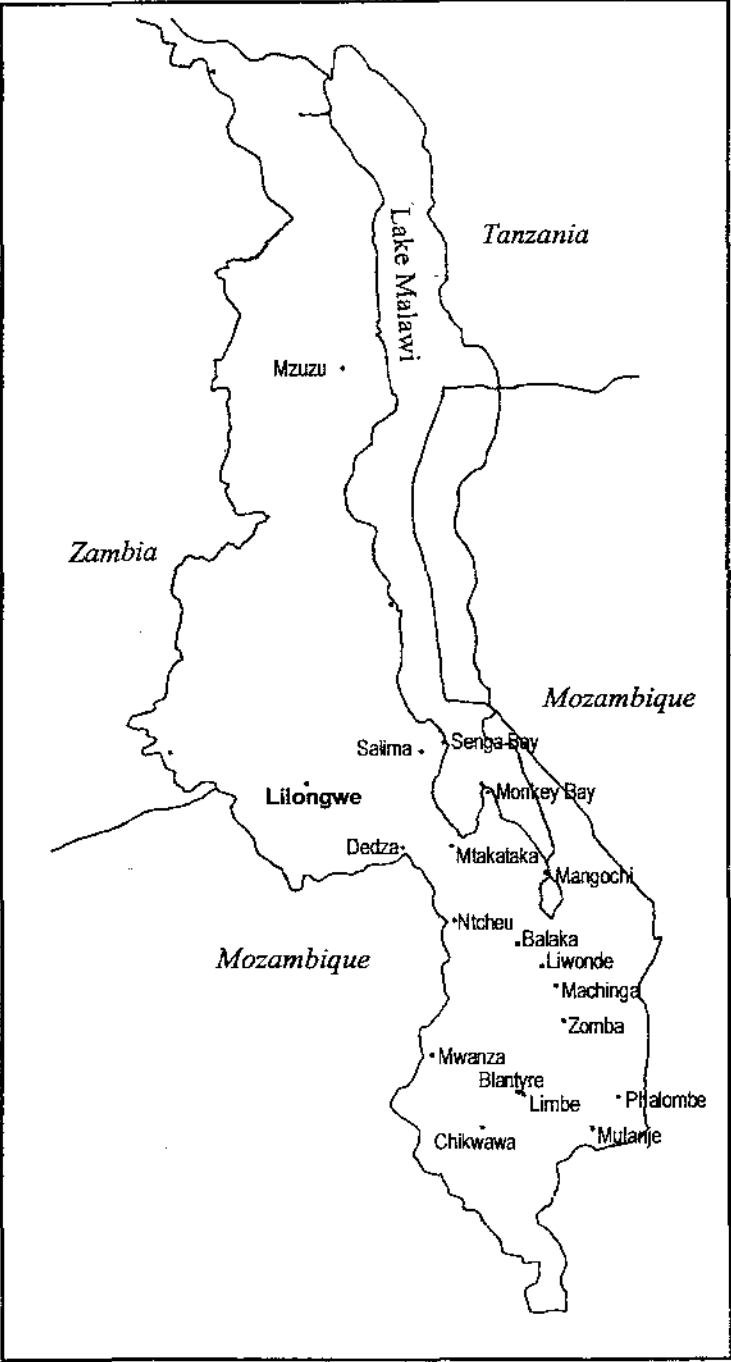 Tanzania
Lake Malawi
Mzuzu
Zambia
Mozambique
Salima
Senga Bay
Lilongwe
Monkey Bay
Dedza
Mtakataka
Mangochi
Ntcheu
Balaka
Mozambique
Liwonde
Machinga
Zomba
Mwanza
Blantyre
Limbe
Phalombe
Chikwawa
Mulanje